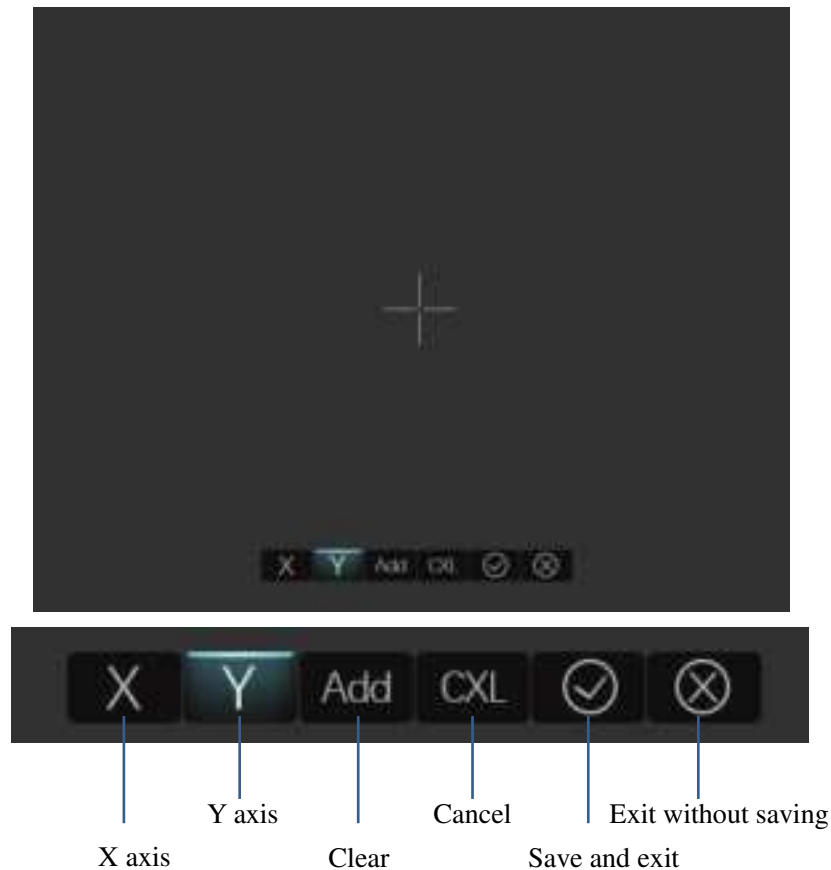 X Y Add CXL
X Y Add CXL
Y axis Cancel Exit without saving
X axis Clear Save and exit